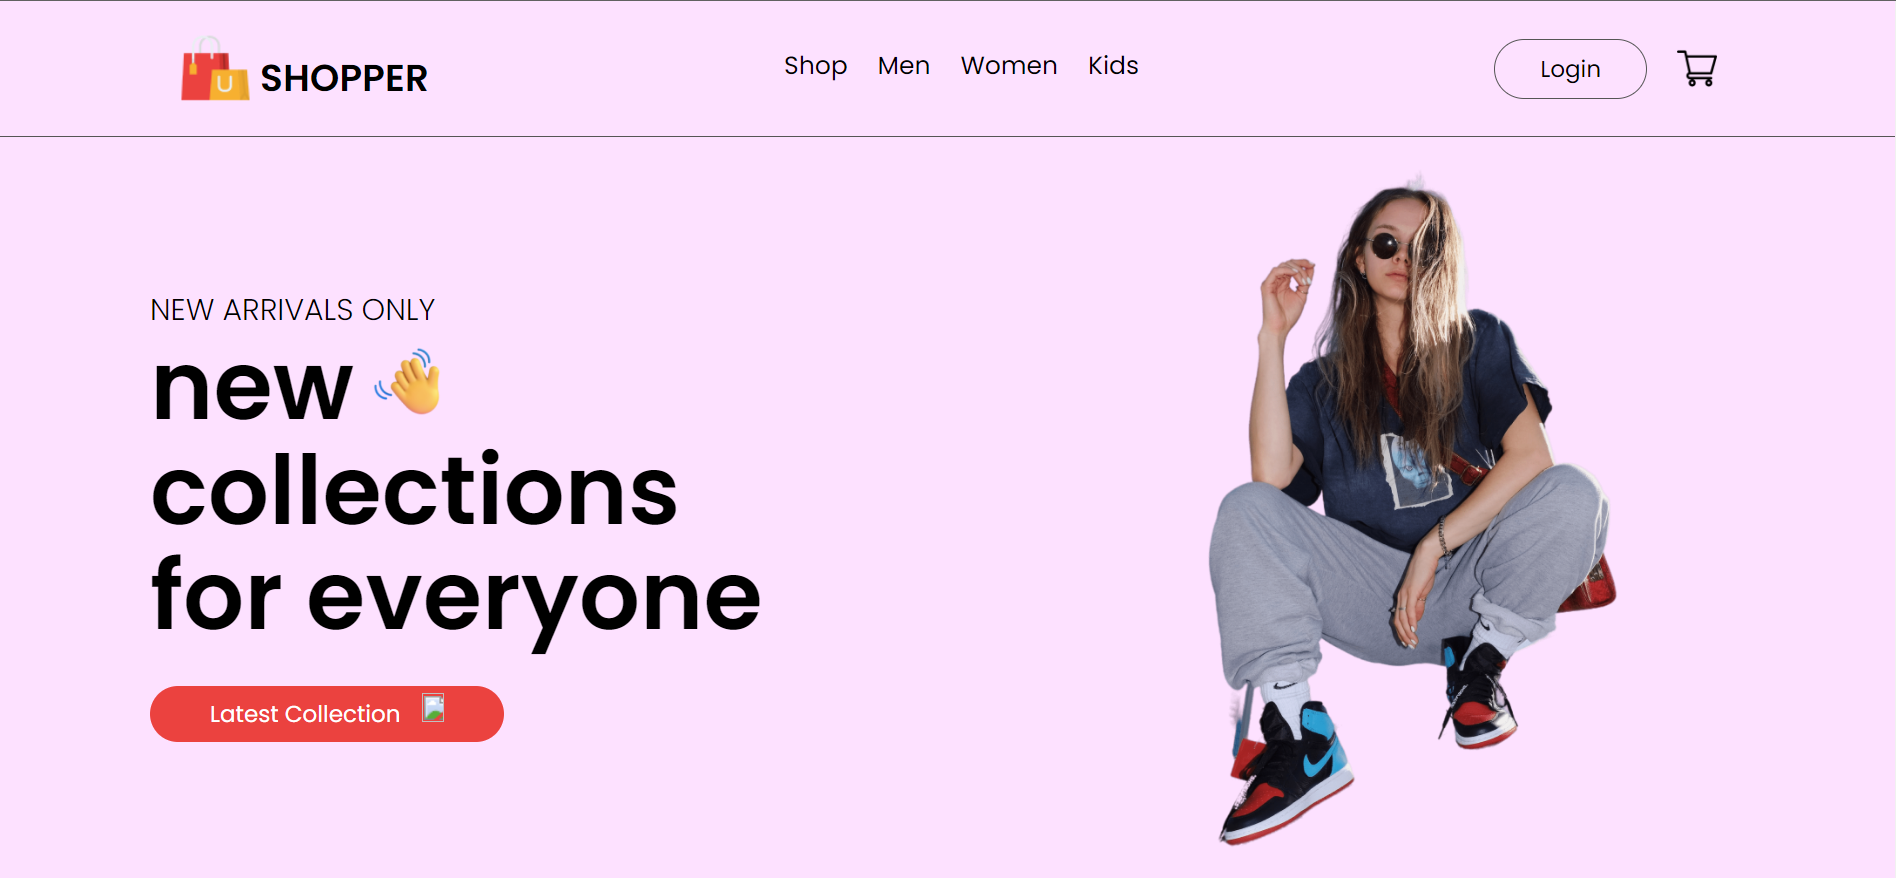 SHOPPER
U
Shop Men Women Kids
Login
NEW ARRIVALS ONLY
new
collections
for everyone
Latest Collection